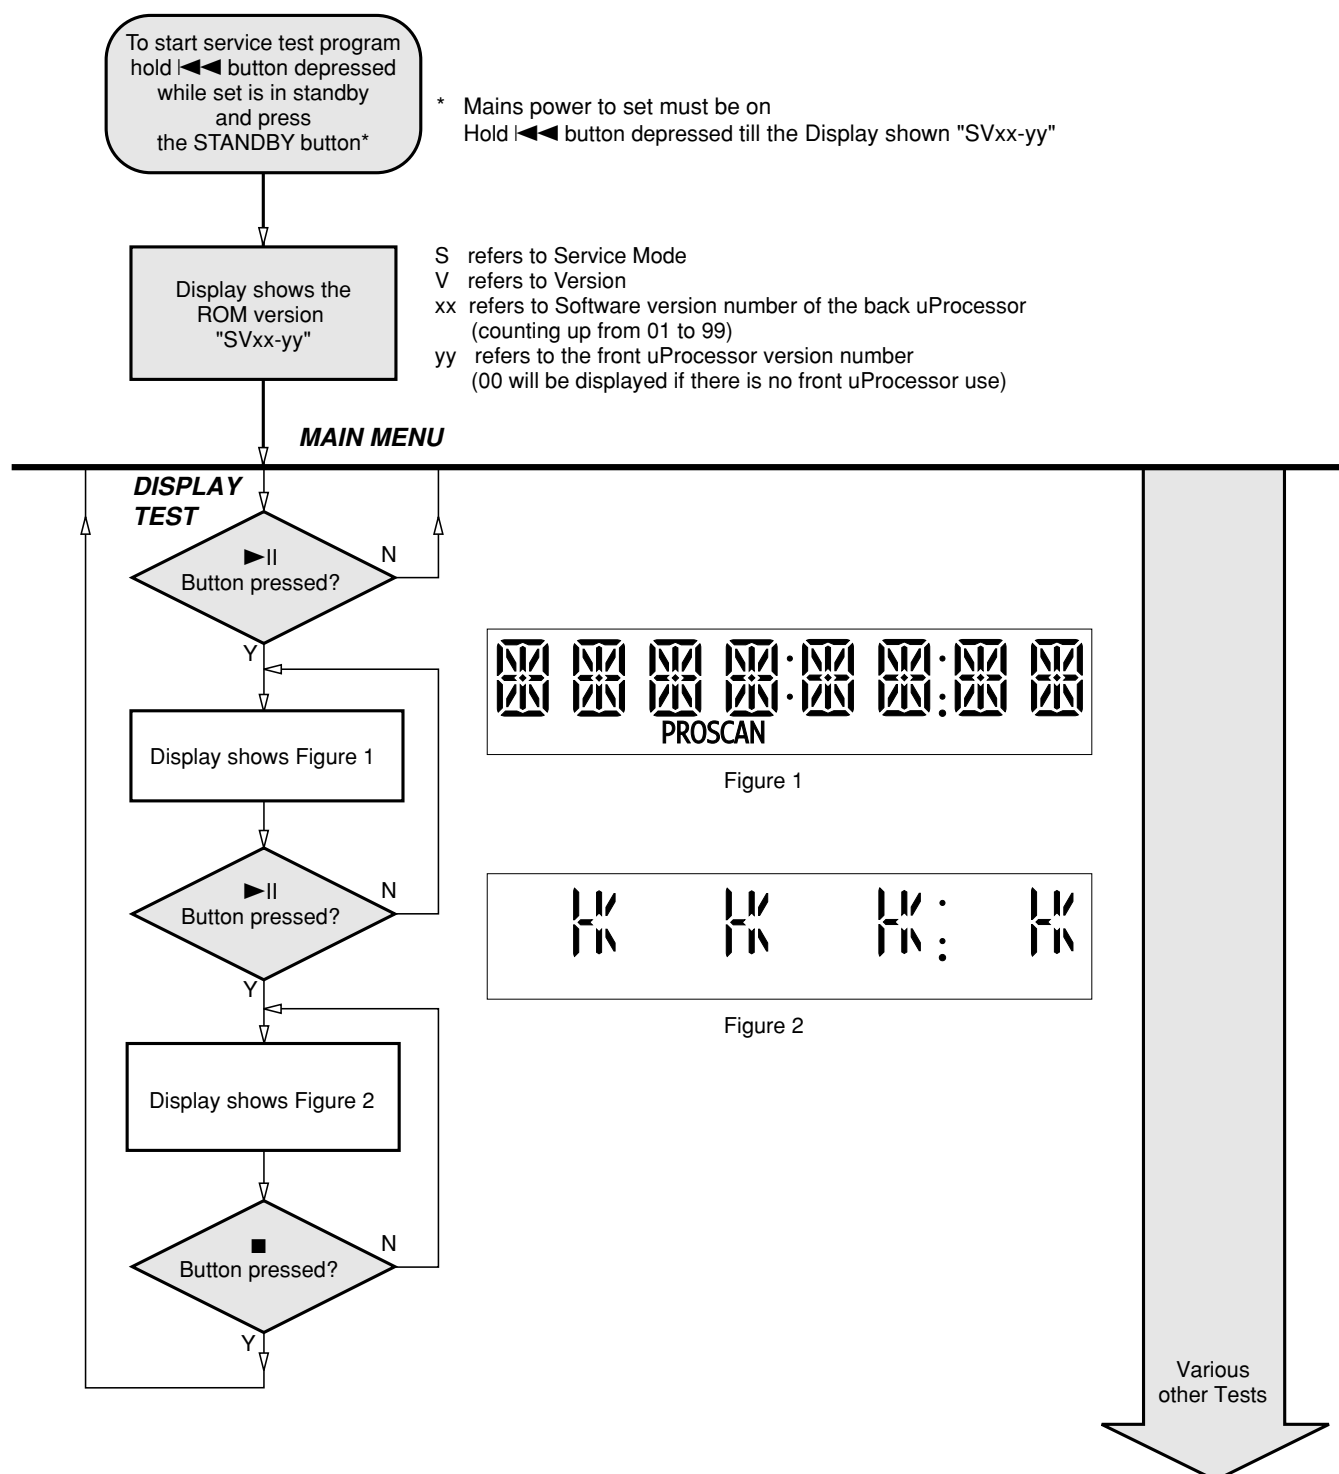 To start service test program
hold |◄◄ button depressed
while set is in standby
and press
the STANDBY button*
* Mains power to set must be on
Hold |◄◄ button depressed till the Display shown "SVxx-yy"
Display shows the
ROM version
"SVxx-yy"
S refers to Service Mode
V refers to Version
xx refers to Software version number of the back uProcessor
(counting up from 01 to 99)
yy refers to the front uProcessor version number
(00 will be displayed if there is no front uProcessor use)
MAIN MENU
DISPLAY
TEST
►II
Button pressed?
N
Y
Display shows Figure 1
PROSCAN
Figure 1
►II
Button pressed?
N
Y
Figure 2
Display shows Figure 2
■
Button pressed?
N
Y
Various
other Tests